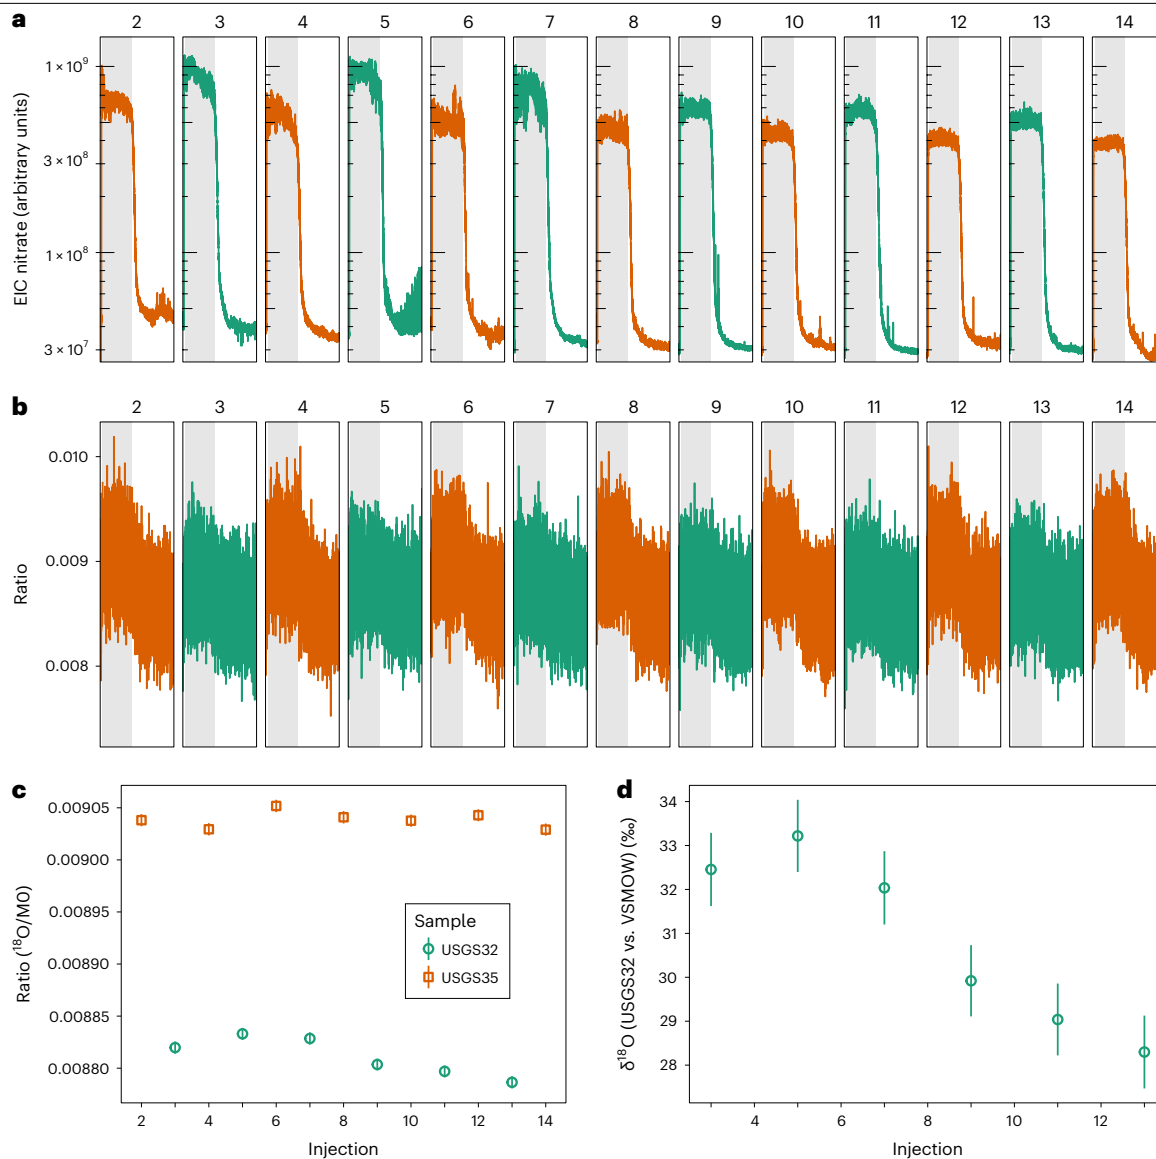 a
2 3 4 5 6 7 8 9 10 11 12 13 14
EIC nitrate (arbitrary units)
1 × 10⁹
3 × 10⁸
1 × 10⁸
3 × 10⁷
b
2 3 4 5 6 7 8 9 10 11 12 13 14
Ratio
0.010
0.009
0.008
c
Ratio (¹⁸O/M0)
0.00905
0.00900
0.00895
0.00890
0.00885
0.00880
Sample
USGS32
USGS35
2 4 6 8 10 12 14
Injection
d
δ¹⁸O (USGS32 vs. VSMOW) (‰)
34
33
32
31
30
29
28
4 6 8 10 12
Injection